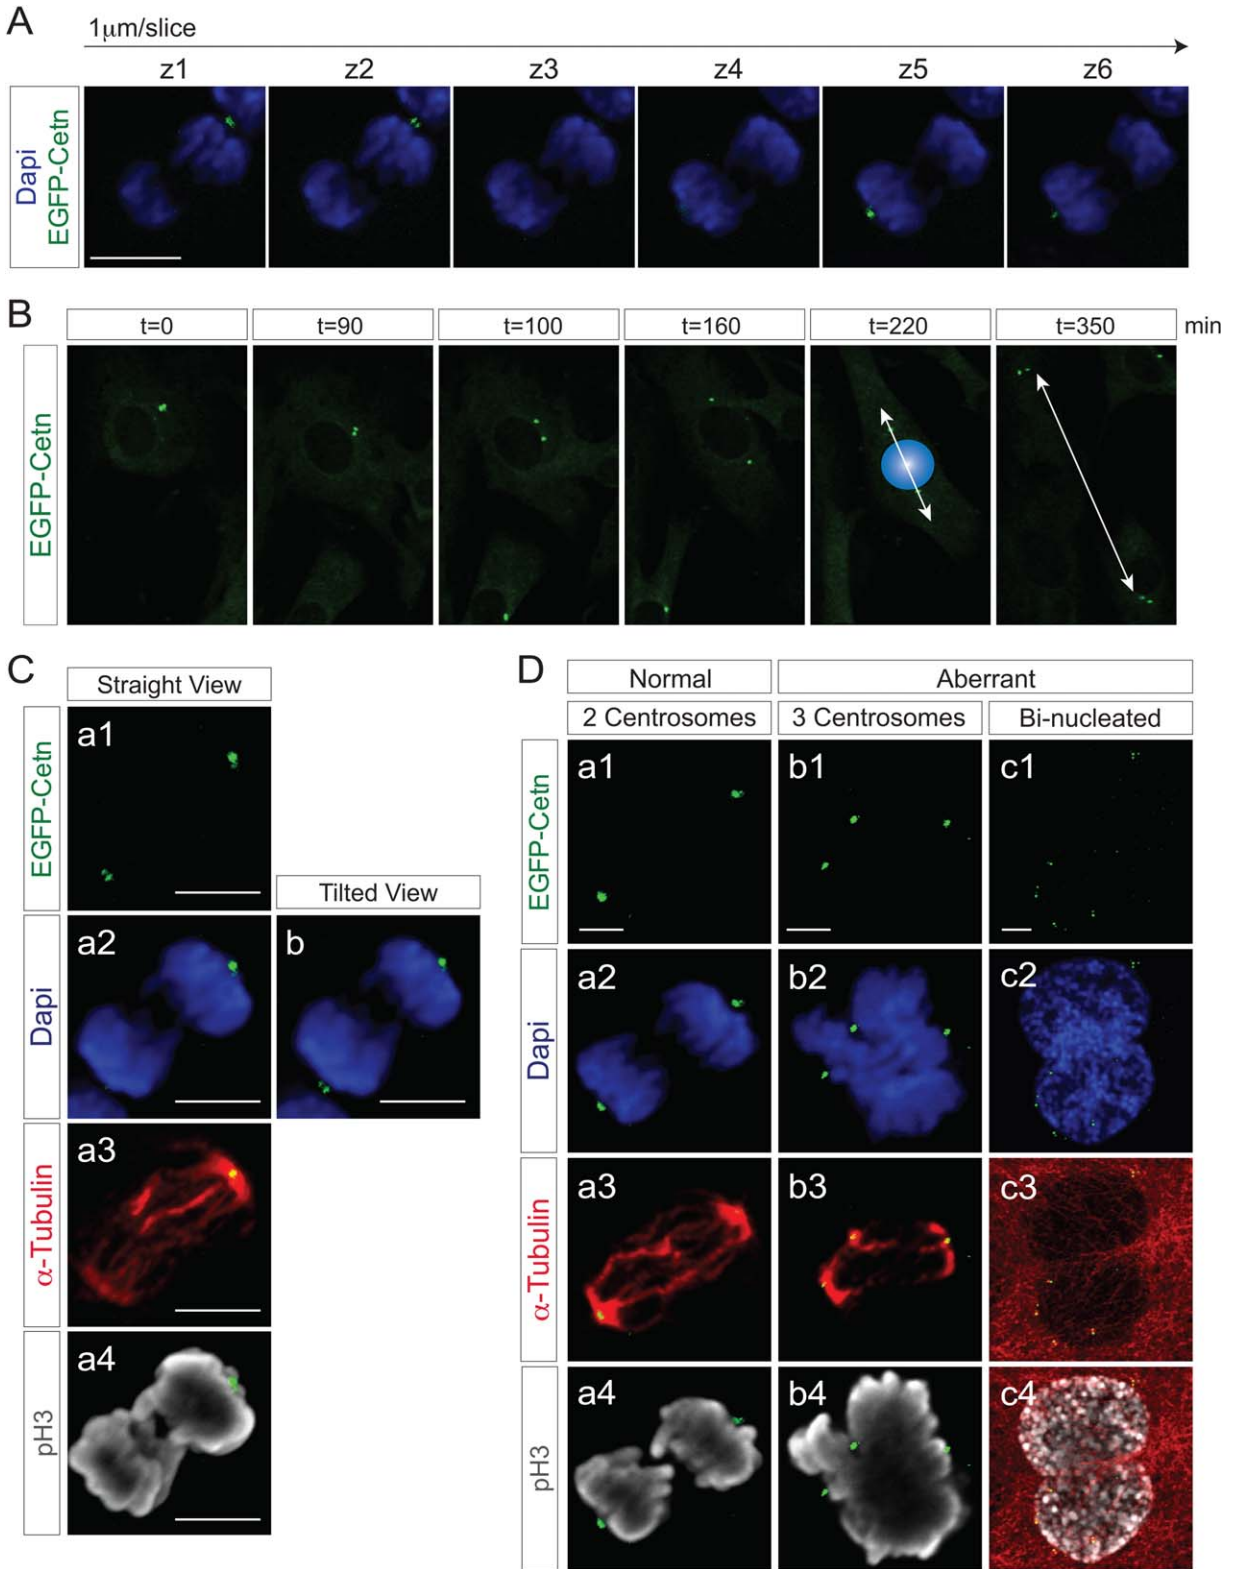 A
1μm/slice
z1 z2 z3 z4 z5 z6
Dapi
EGFP-Cetn
B
t=0 t=90 t=100 t=160 t=220 t=350 min
EGFP-Cetn
C
Straight View
EGFP-Cetn
a1
Tilted View
Dapi
a2 b
α-Tubulin
a3
pH3
a4
D
Normal Aberrant
2 Centrosomes 3 Centrosomes Bi-nucleated
EGFP-Cetn
a1 b1 c1
Dapi
a2 b2 c2
α-Tubulin
a3 b3 c3
pH3
a4 b4 c4